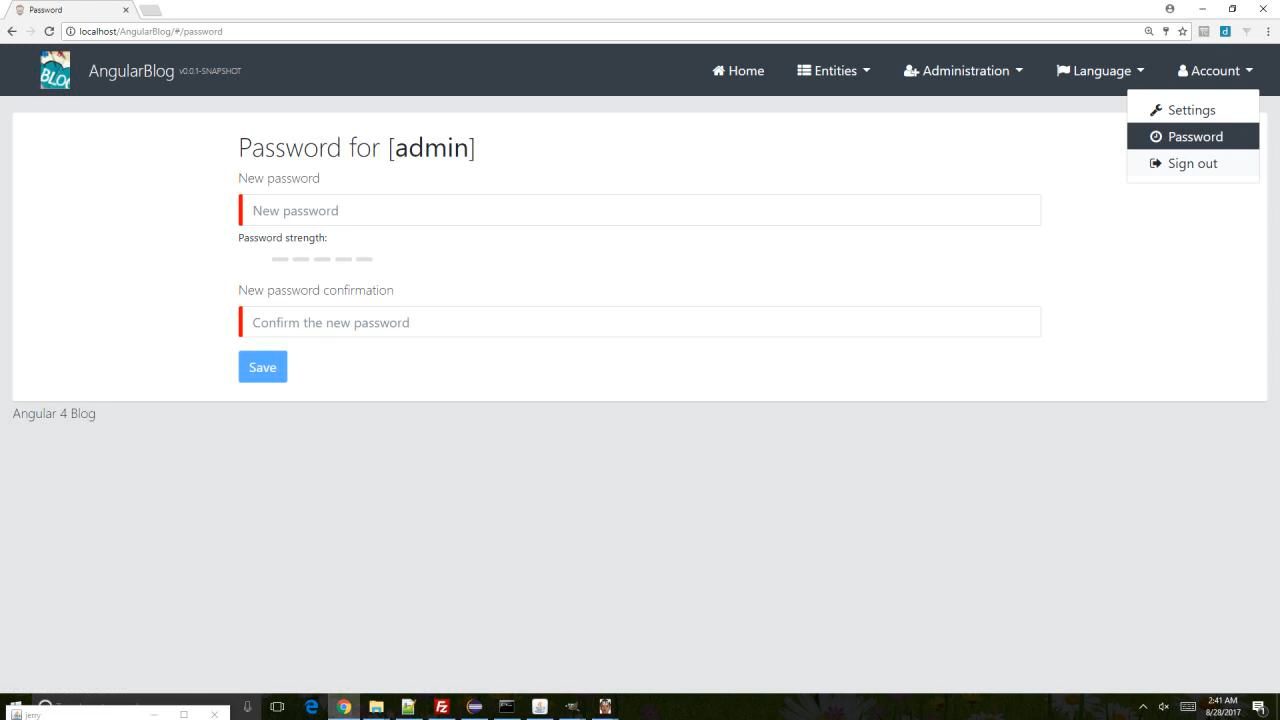 Password
localhost/AngularBlog/#/password
BLO
AngularBlog V0.0.1-SNAPSHOT
Home
Entities
Administration
Language
Account
Settings
Password
Sign out
Password for [admin]
New password
New password
Password strength:
New password confirmation
Confirm the new password
Save
Angular 4 Blog
2:41 AM
8/28/2017
jerry